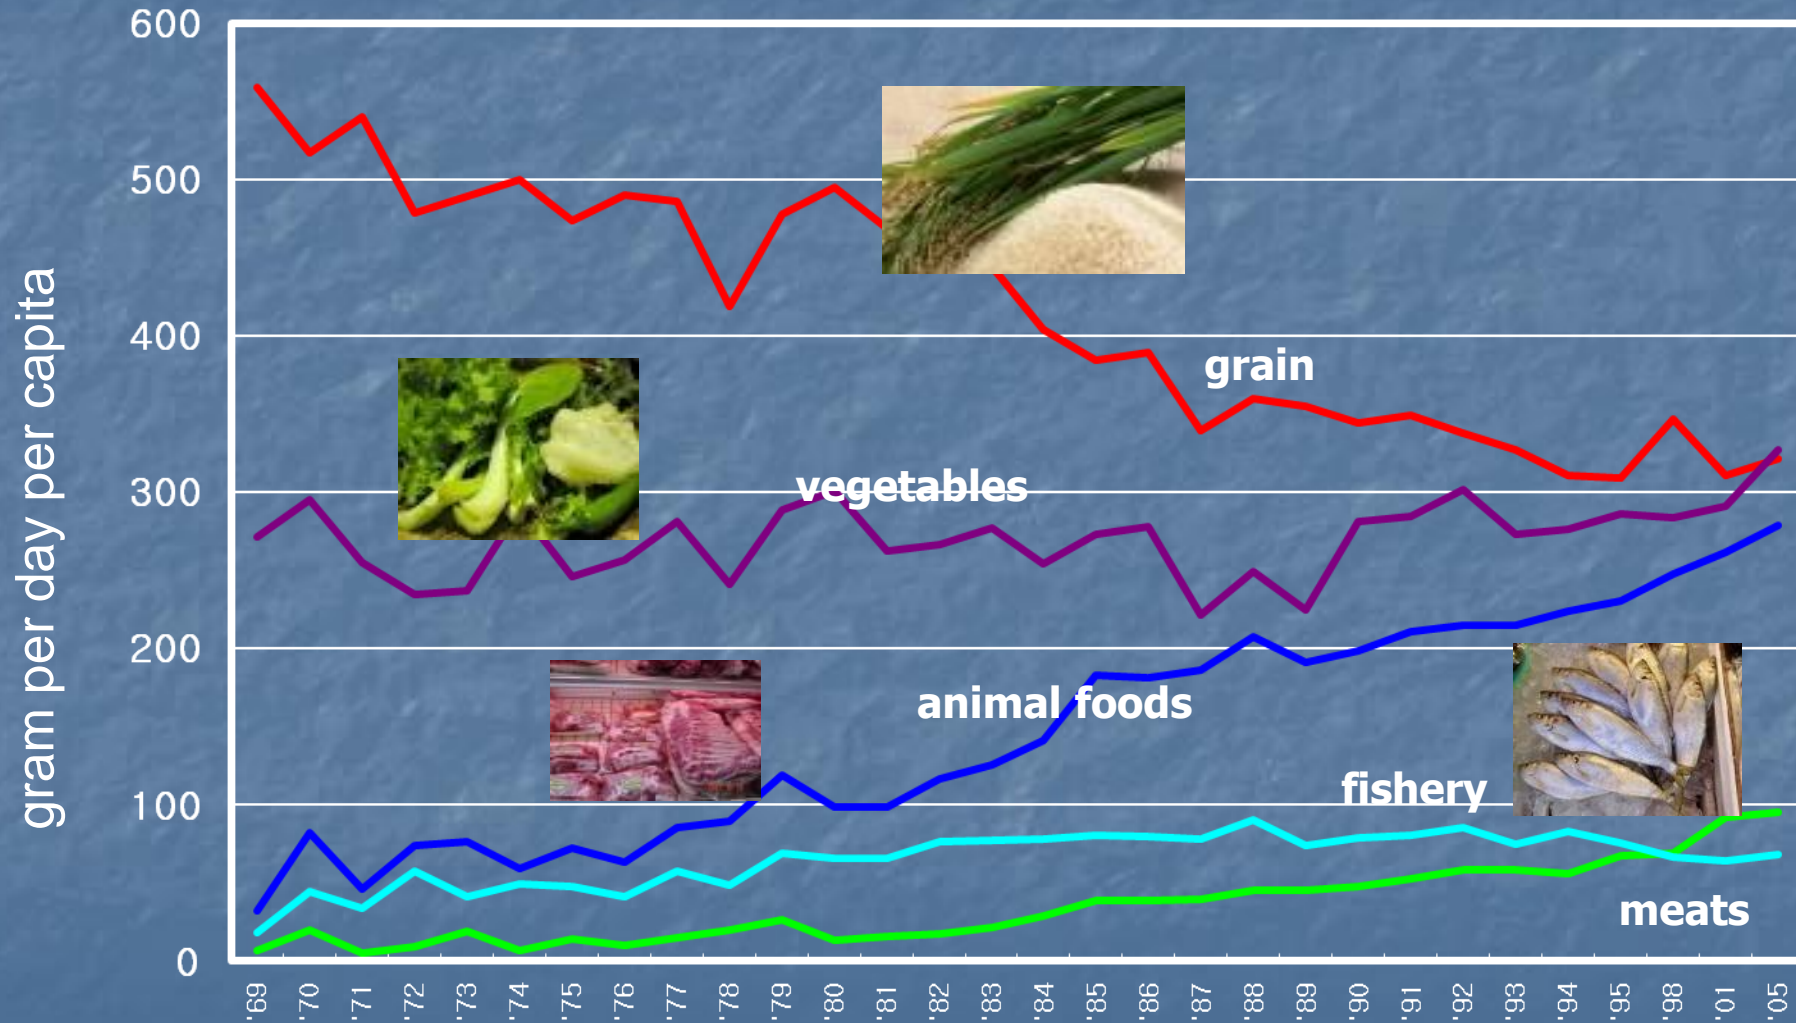 600
500
400
300
200
100
0
gram per day per capita
grain
vegetables
animal foods
fishery
meats
'69 '70 '71 '72 '73 '74 '75 '76 '77 '78 '79 '80 '81 '82 '83 '84 '85 '86 '87 '88 '89 '90 '91 '92 '93 '94 '95 '98 '01 '05